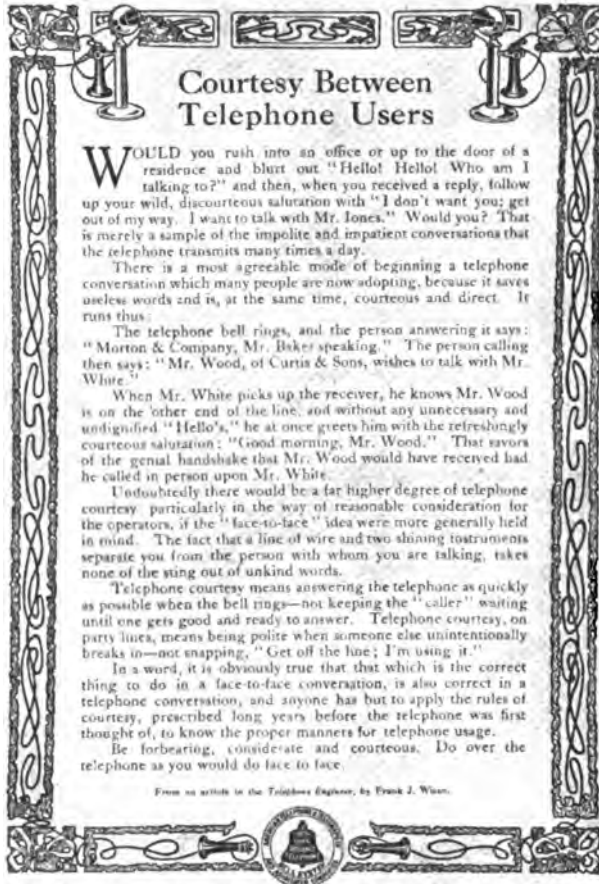 Courtesy Between
Telephone Users
WOULD you rush into an office or up to the door of a
residence and blurt out "Hello! Hello! Who am I
talking to?" and then, when you received a reply, follow
up your wild, discourteous salutation with "I don't want you; get
out of my way. I want to talk with Mr. Jones." Would you? That
is merely a sample of the impolite and impatient conversations that
the telephone transmits many times a day.
There is a most agreeable mode of beginning a telephone
conversation which many people are now adopting, because it saves
useless words and is, at the same time, courteous and direct. It
runs thus:
The telephone bell rings, and the person answering it says:
"Morton & Company, Mr. Baker speaking." The person calling
then says: "Mr. Wood, of Curtis & Sons, wishes to talk with Mr.
White."
When Mr. White picks up the receiver, he knows Mr. Wood
is on the other end of the line, and without any unnecessary and
undignified "Hello's," he at once greets him with the refreshingly
courteous salutation: "Good morning, Mr. Wood." That savors
of the genial handshake that Mr. Wood would have received had
he called in person upon Mr. White.
Undoubtedly there would be a far higher degree of telephone
courtesy, particularly in the way of reasonable consideration for
the operators, if the "face-to-face" idea were more generally held
in mind. The fact that a line of wire and two shining instruments
separate you from the person with whom you are talking, takes
none of the sting out of unkind words.
Telephone courtesy means answering the telephone as quickly
as possible when the bell rings—not keeping the "caller" waiting
until one gets good and ready to answer. Telephone courtesy, on
party lines, means being polite when someone else unintentionally
breaks in—not snapping, "Get off the line; I'm using it."
In a word, it is obviously true that that which is the correct
thing to do in a face-to-face conversation, is also correct in a
telephone conversation, and anyone has but to apply the rules of
courtesy, prescribed long years before the telephone was first
thought of, to know the proper manners for telephone usage.
Be forbearing, considerate and courteous. Do over the
telephone as you would do face to face.
From an article in the Telephone Engineer, by Frank J.